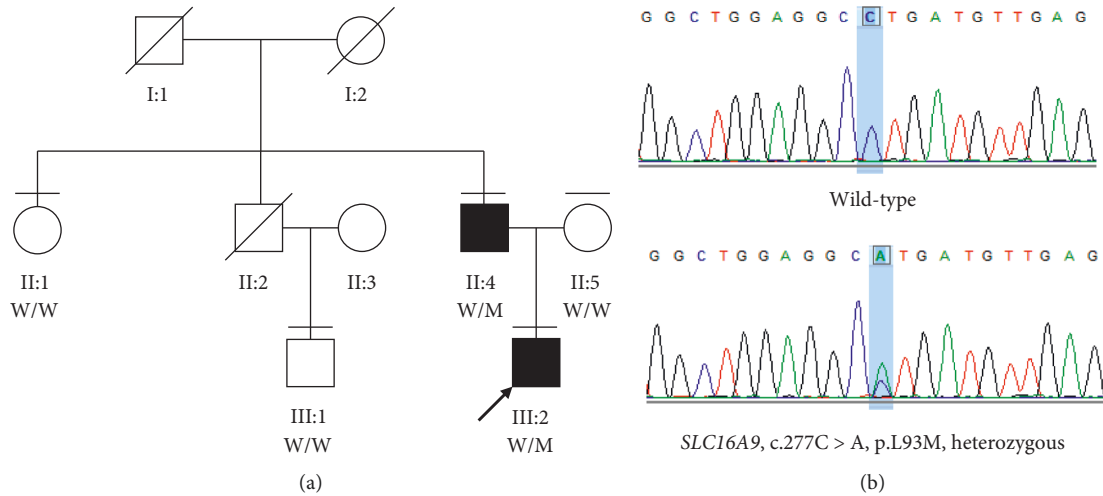 I:1
I:2
II:1
W/W
II:2
II:3
II:4
W/M
II:5
W/W
III:1
W/W
III:2
W/M
(a)
G G C T G G A G G C C T G A T G T T G A G
Wild-type
G G C T G G A G G C A T G A T G T T G A G
SLC16A9, c.277C > A, p.L93M, heterozygous
(b)